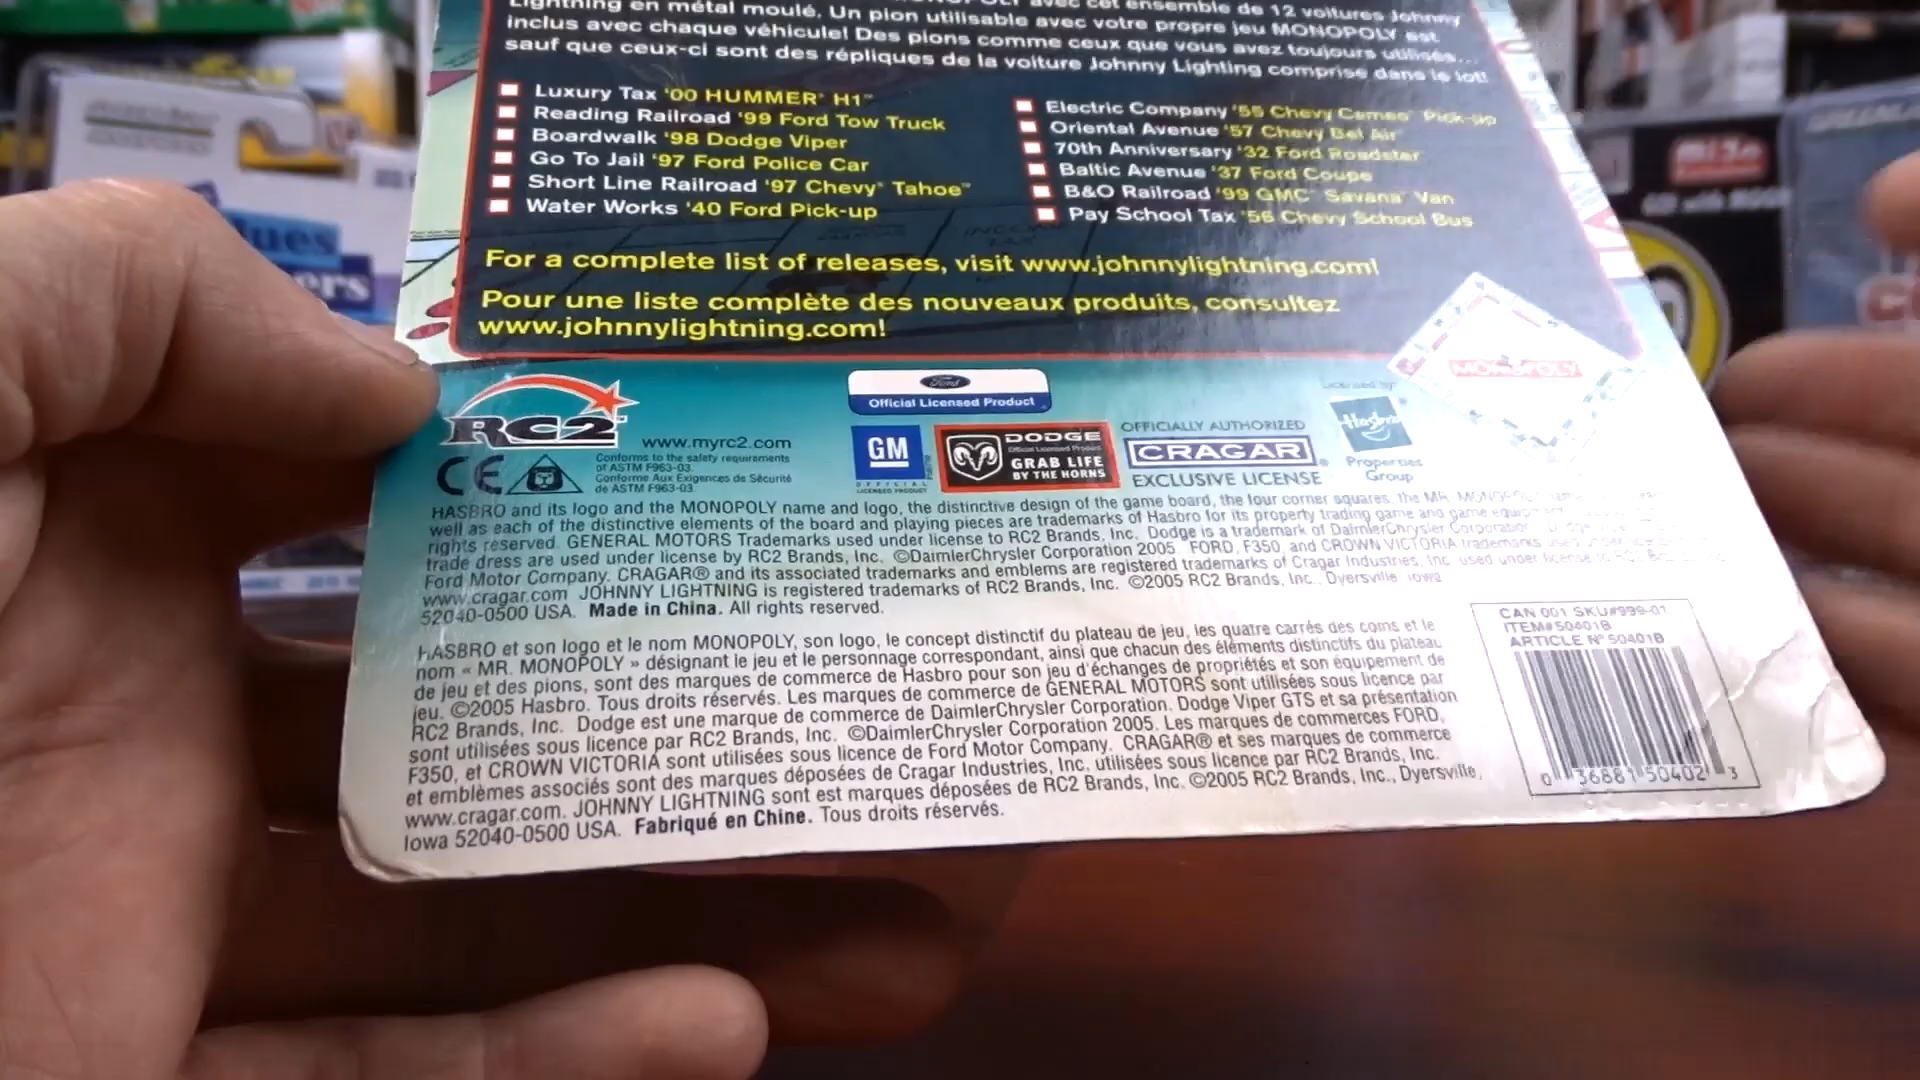 Lightning en métal moulé. Un pion utilisable avec votre propre jeu MONOPOLY est
avec cet ensemble de 12 voitures Johnny
inclus avec chaque véhicule! Des pions comme ceux que vous avez toujours utilisés...
sauf que ceux-ci sont des répliques de la voiture Johnny Lighting comprise dans le lot!
Luxury Tax '00 HUMMER® H1™
Reading Railroad '99 Ford Tow Truck
Boardwalk '98 Dodge Viper
Go To Jail '97 Ford Police Car
Short Line Railroad '97 Chevy® Tahoe™
Water Works '40 Ford Pick-up
Electric Company '55 Chevy Cameo™ Pick-up
Oriental Avenue '57 Chevy Bel Air™
70th Anniversary '32 Ford Roadster
Baltic Avenue '37 Ford Coupe
B&O Railroad '99 GMC™ Savana™ Van
Pay School Tax '56 Chevy School Bus
For a complete list of releases, visit www.johnnylightning.com!
Pour une liste complète des nouveaux produits, consultez
www.johnnylightning.com!
RC2™
www.myrc2.com
CE
Conforms to the safety requirements
of ASTM F963-03.
Conforme Aux Exigences de Sécurité
de ASTM F963-03.
Ford
Official Licensed Product
GM
OFFICIAL
LICENSED PRODUCT
DODGE
Official Licensed Product
GRAB LIFE
BY THE HORNS
OFFICIALLY AUTHORIZED
CRAGAR®
EXCLUSIVE LICENSE
Licensed by:
Hasbro
Properties
Group
MONOPOLY
HASBRO and its logo and the MONOPOLY name and logo, the distinctive design of the game board, the four corner squares, the MR. MONOPOLY name
well as each of the distinctive elements of the board and playing pieces are trademarks of Hasbro for its property trading game and game equipment
rights reserved. GENERAL MOTORS Trademarks used under license to RC2 Brands, Inc. Dodge is a trademark of DaimlerChrysler Corporation
trade dress are used under license by RC2 Brands, Inc. ©DaimlerChrysler Corporation 2005. FORD, F350, and CROWN VICTORIA trademarks used under license
Ford Motor Company. CRAGAR® and its associated trademarks and emblems are registered trademarks of Cragar Industries, Inc. used under license to RC2
www.cragar.com JOHNNY LIGHTNING is registered trademarks of RC2 Brands, Inc. ©2005 RC2 Brands, Inc., Dyersville Iowa
52040-0500 USA. Made in China. All rights reserved.
HASBRO et son logo et le nom MONOPOLY, son logo, le concept distinctif du plateau de jeu, les quatre carrés des coins et le
nom « MR. MONOPOLY » désignant le jeu et le personnage correspondant, ainsi que chacun des éléments distinctifs du plateau
de jeu et des pions, sont des marques de commerce de Hasbro pour son jeu d'échanges de propriétés et son équipement de
jeu. ©2005 Hasbro. Tous droits réservés. Les marques de commerce de GENERAL MOTORS sont utilisées sous licence par
RC2 Brands, Inc. Dodge est une marque de commerce de DaimlerChrysler Corporation. Dodge Viper GTS et sa présentation
sont utilisées sous licence par RC2 Brands, Inc. ©DaimlerChrysler Corporation 2005. Les marques de commerces FORD,
F350, et CROWN VICTORIA sont utilisées sous licence de Ford Motor Company. CRAGAR® et ses marques de commerce
et emblèmes associés sont des marques déposées de Cragar Industries, Inc. utilisées sous licence par RC2 Brands, Inc.
www.cragar.com. JOHNNY LIGHTNING sont est marques déposées de RC2 Brands, Inc. ©2005 RC2 Brands, Inc., Dyersville,
Iowa 52040-0500 USA. Fabriqué en Chine. Tous droits réservés.
CAN 001 SKU#999-01
ITEM#50401B
ARTICLE N° 50401B
0 36881 50402 3